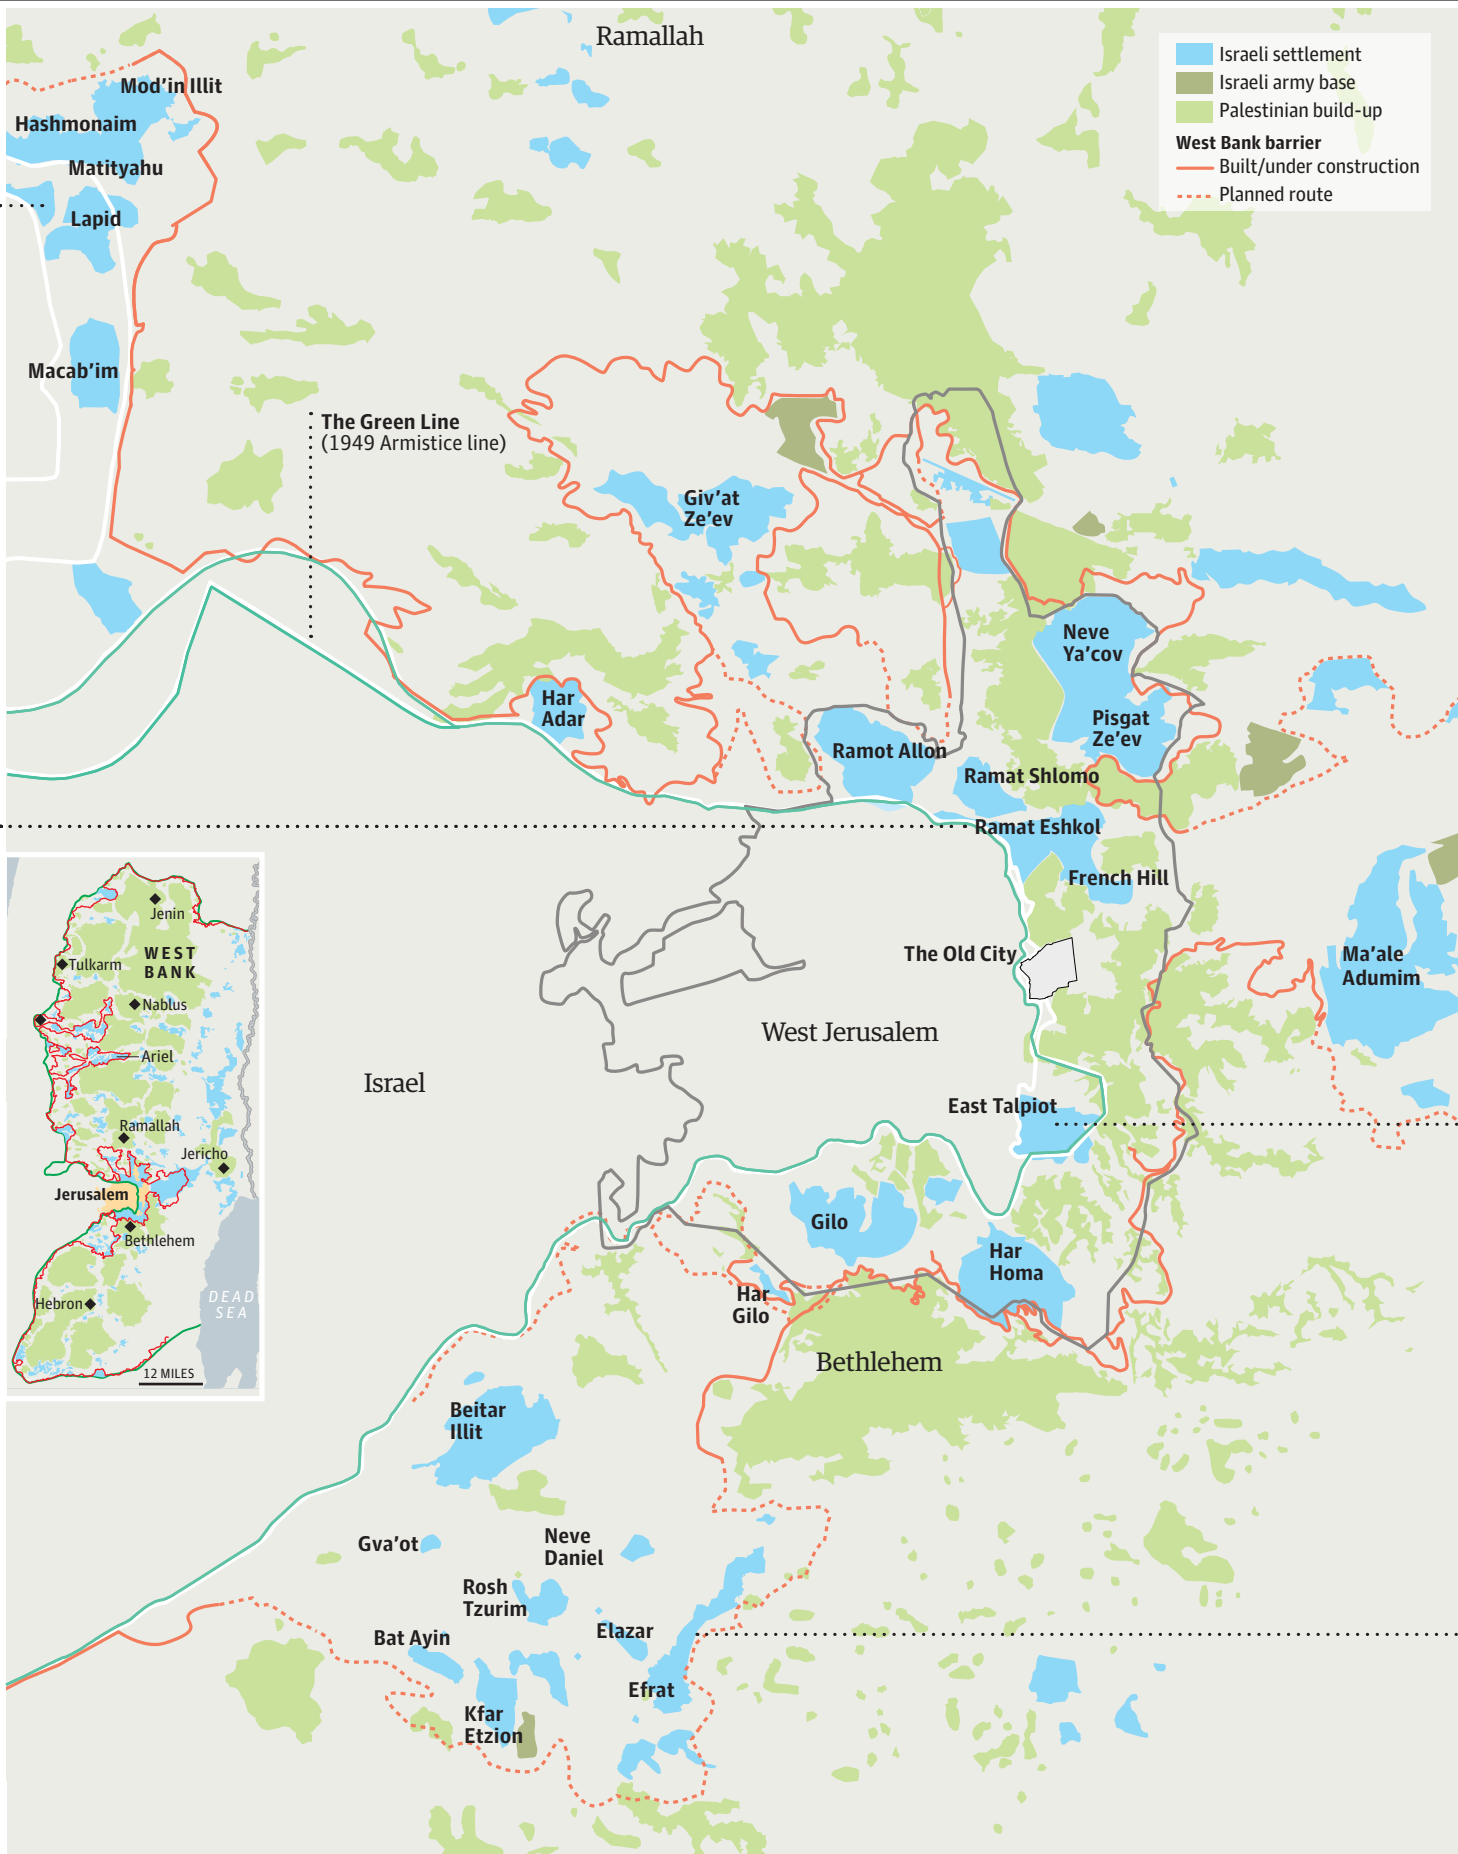 Ramallah
Israeli settlement
Israeli army base
Palestinian build-up
West Bank barrier
Built/under construction
Planned route
Mod’in Illit
Hashmonaim
Matityahu
Lapid
Macab’im
The Green Line
(1949 Armistice line)
Giv’at
Ze’ev
Neve
Ya’cov
Har
Adar
Pisgat
Ze’ev
Ramot Allon
Ramat Shlomo
Ramat Eshkol
French Hill
The Old City
Ma’ale
Adumim
West Jerusalem
Israel
East Talpiot
Jenin
WEST
BANK
Tulkarm
Nablus
Ariel
Ramallah
Jericho
Jerusalem
Bethlehem
Hebron
DEAD
SEA
12 MILES
Gilo
Har
Homa
Har
Gilo
Bethlehem
Beitar
Illit
Gva’ot
Neve
Daniel
Rosh
Tzurim
Elazar
Bat Ayin
Efrat
Kfar
Etzion